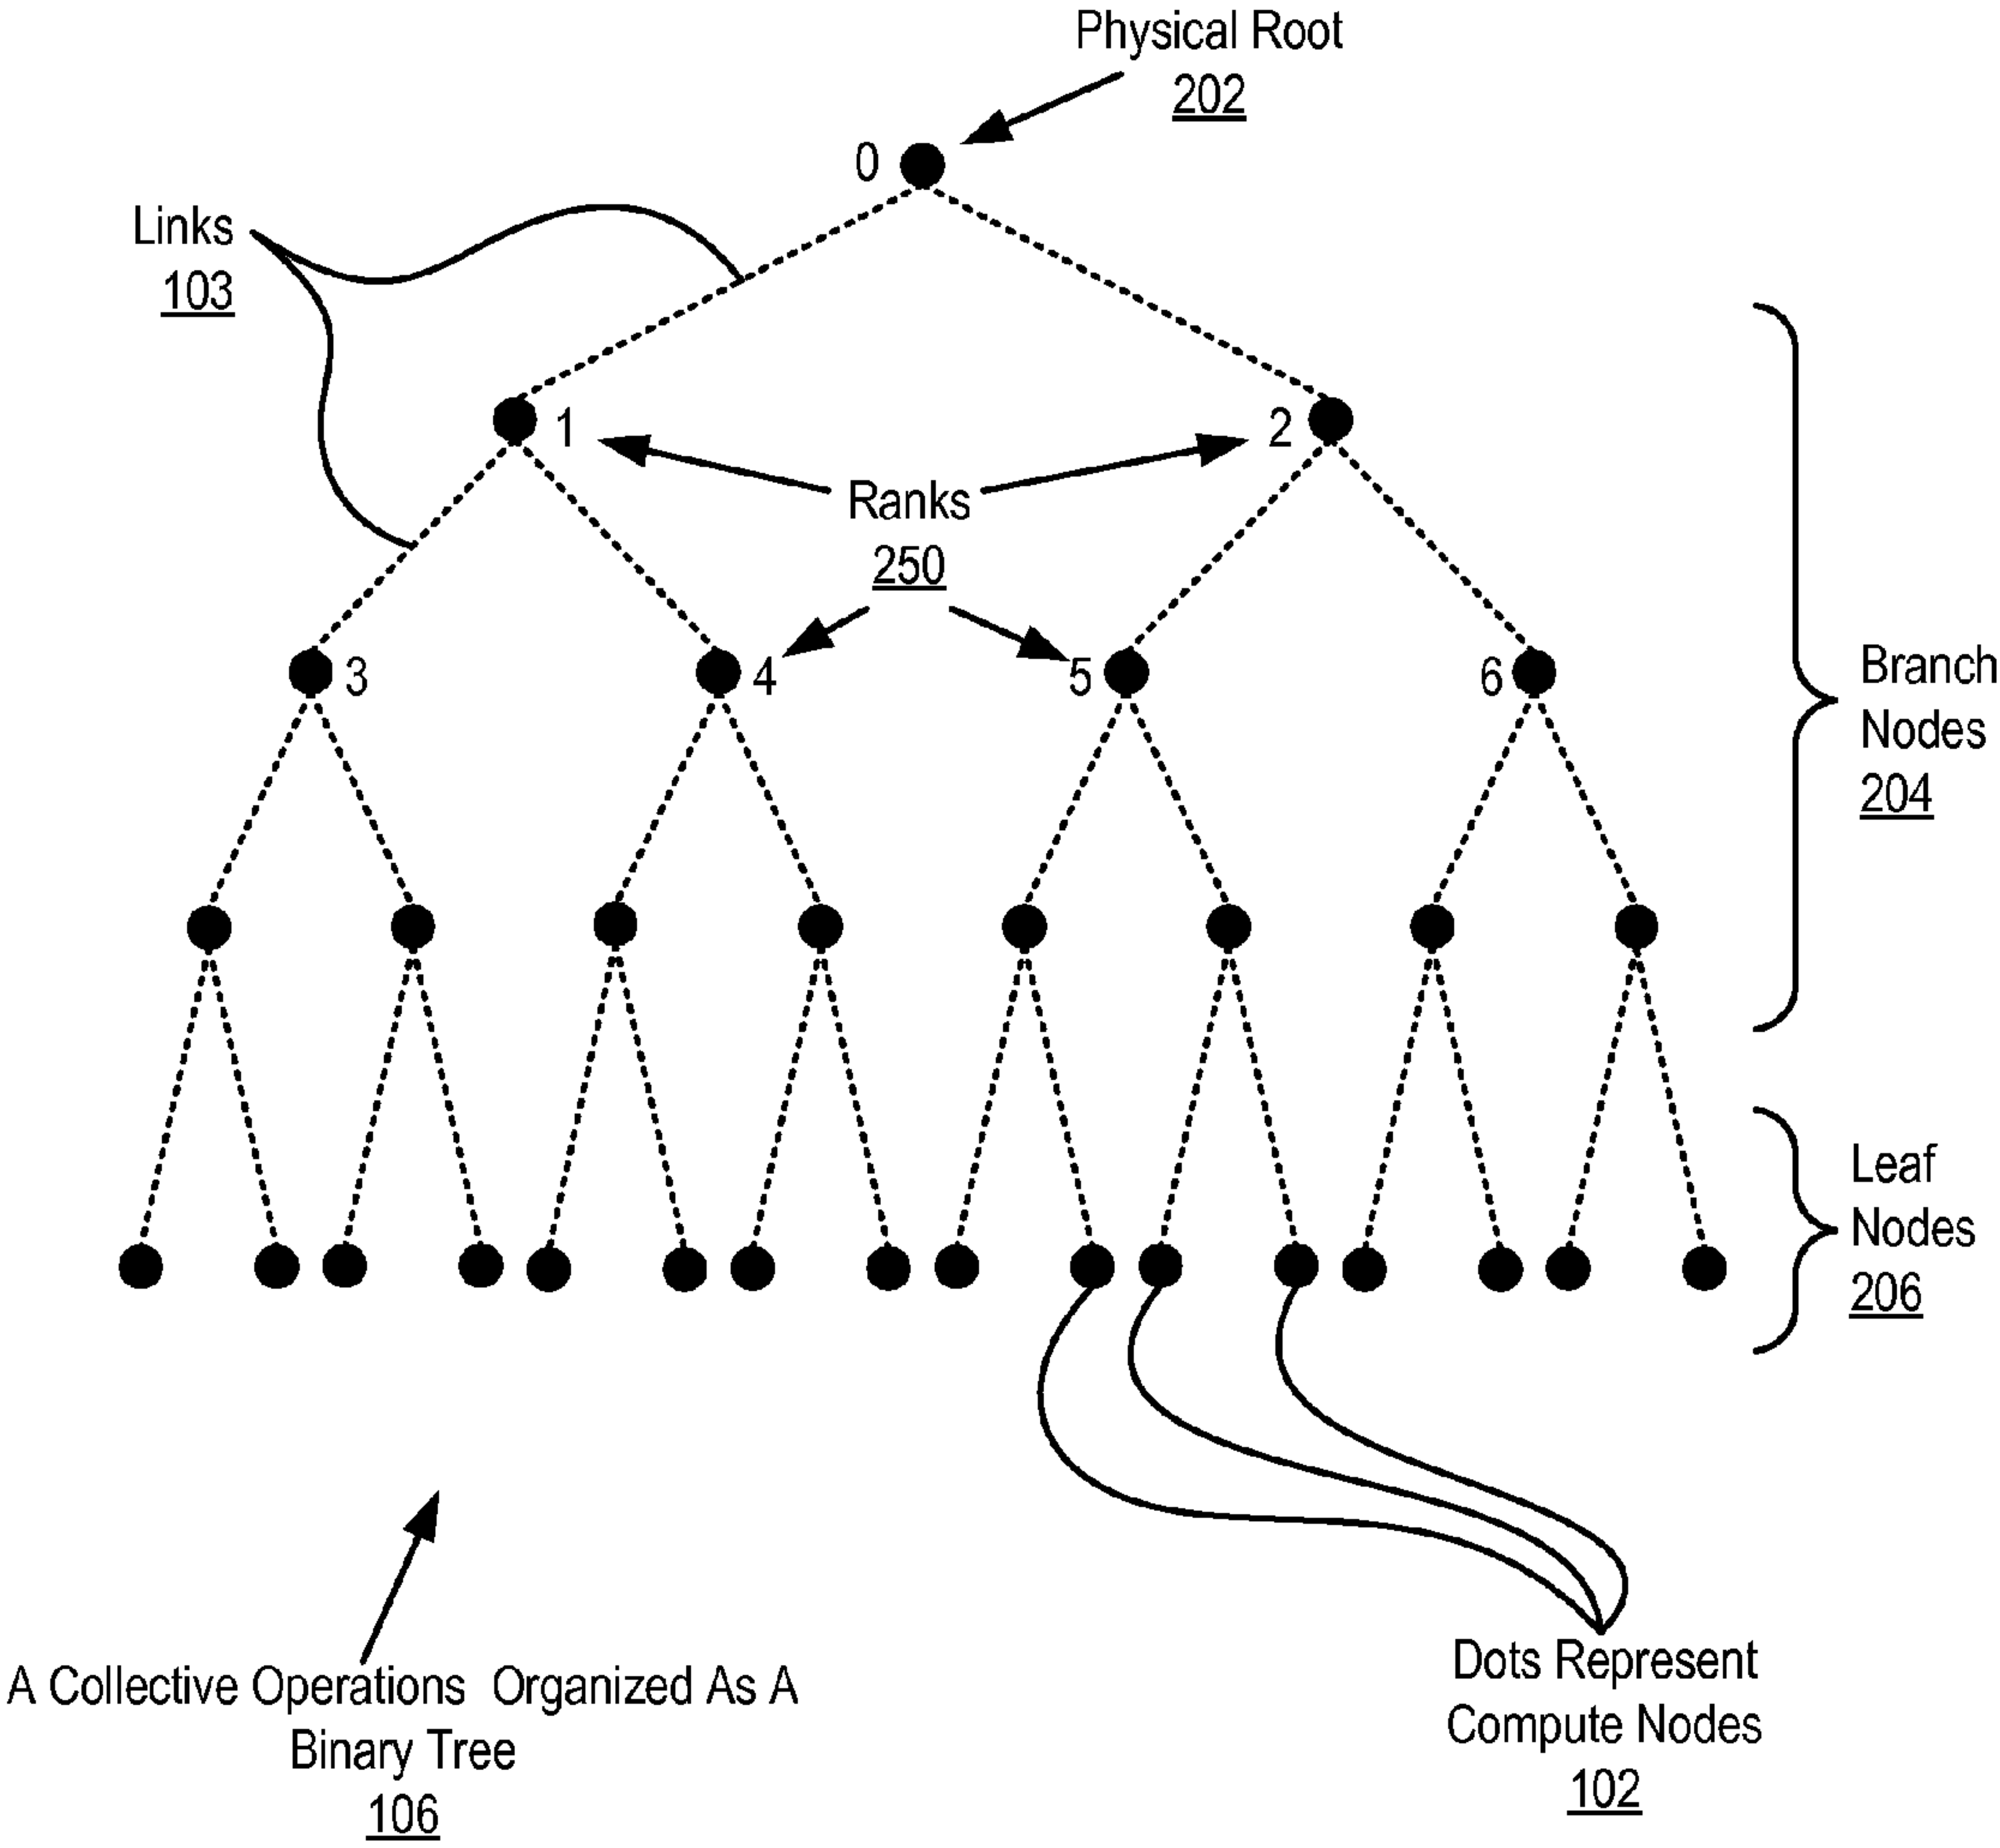 Physical Root
202
0
Links
103
1
2
Ranks
250
3
4
5
6
Branch
Nodes
204
Leaf
Nodes
206
A Collective Operations Organized As A
Binary Tree
106
Dots Represent
Compute Nodes
102